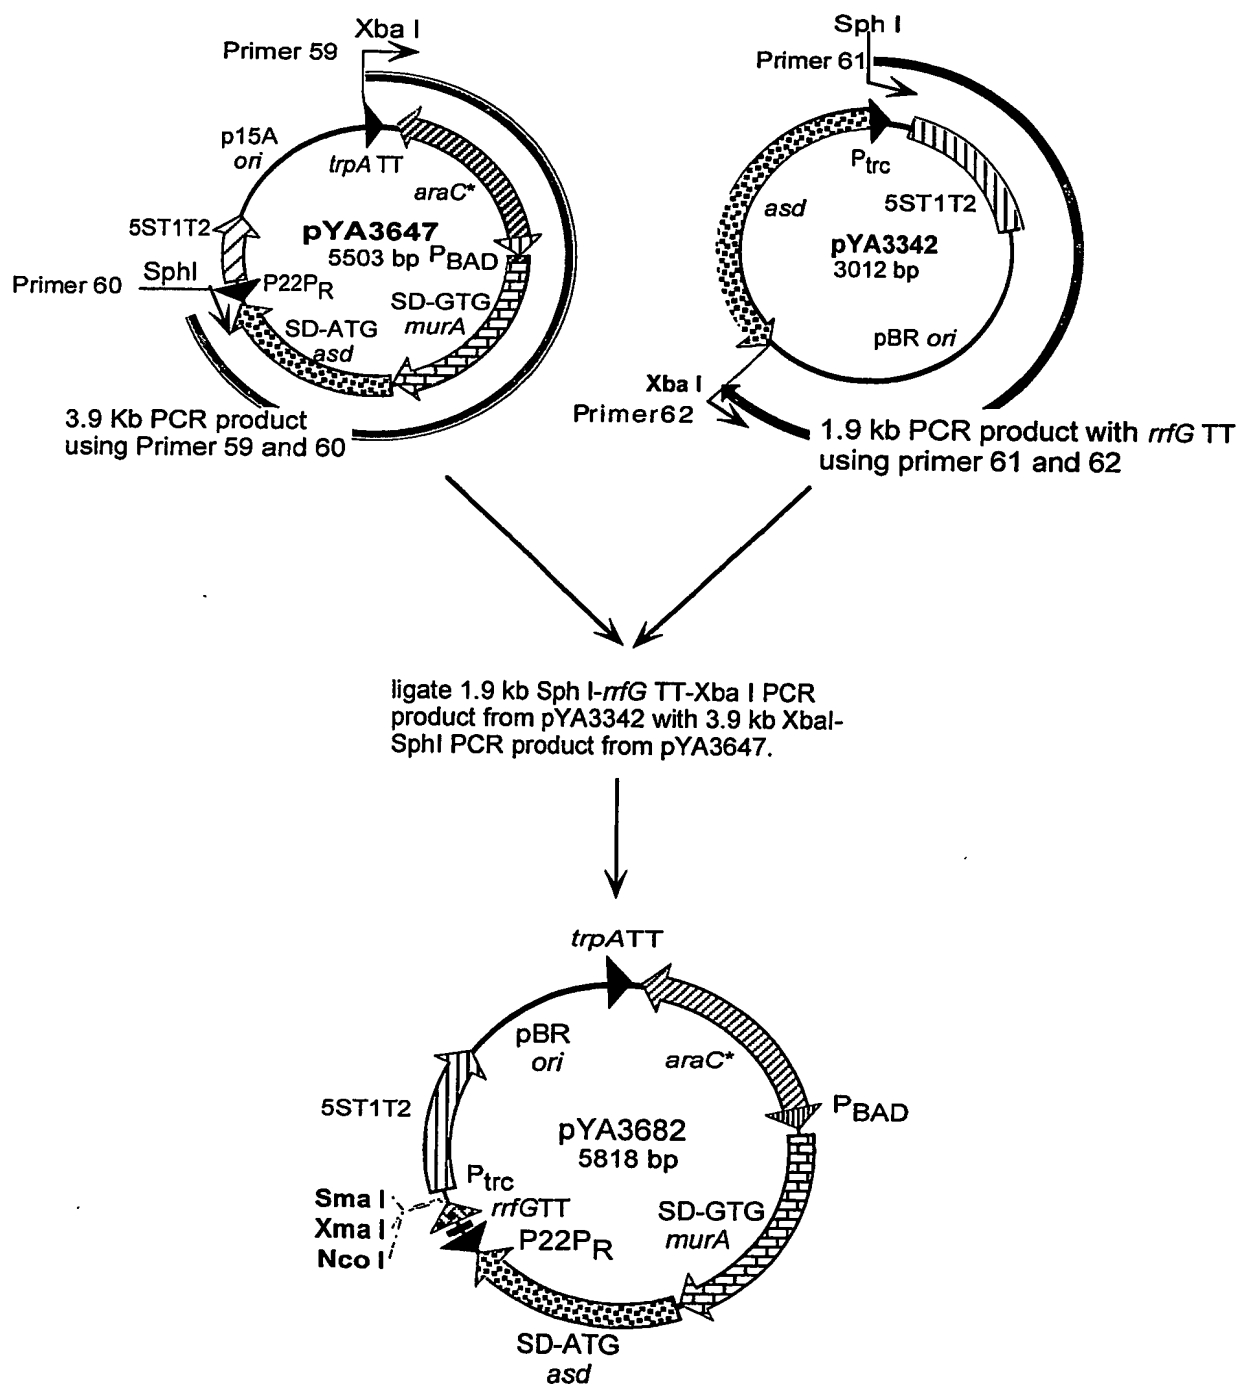 Xba I
Primer 59
p15A
ori
trpA TT
araC*
5ST1T2
pYA3647
5503 bp
PBAD
SphI
Primer 60
P22PR
SD-GTG
murA
SD-ATG
asd
3.9 Kb PCR product
using Primer 59 and 60
Sph I
Primer 61
Ptrc
asd
5ST1T2
pYA3342
3012 bp
pBR ori
Xba I
Primer62
1.9 kb PCR product with rrfG TT
using primer 61 and 62
ligate 1.9 kb Sph I-rrfG TT-Xba I PCR
product from pYA3342 with 3.9 kb XbaI-
SphI PCR product from pYA3647.
trpATT
pBR
ori
araC*
5ST1T2
PBAD
pYA3682
5818 bp
Ptrc
Sma I
rrfGTT
Xma I
P22PR
Nco I
SD-GTG
murA
SD-ATG
asd